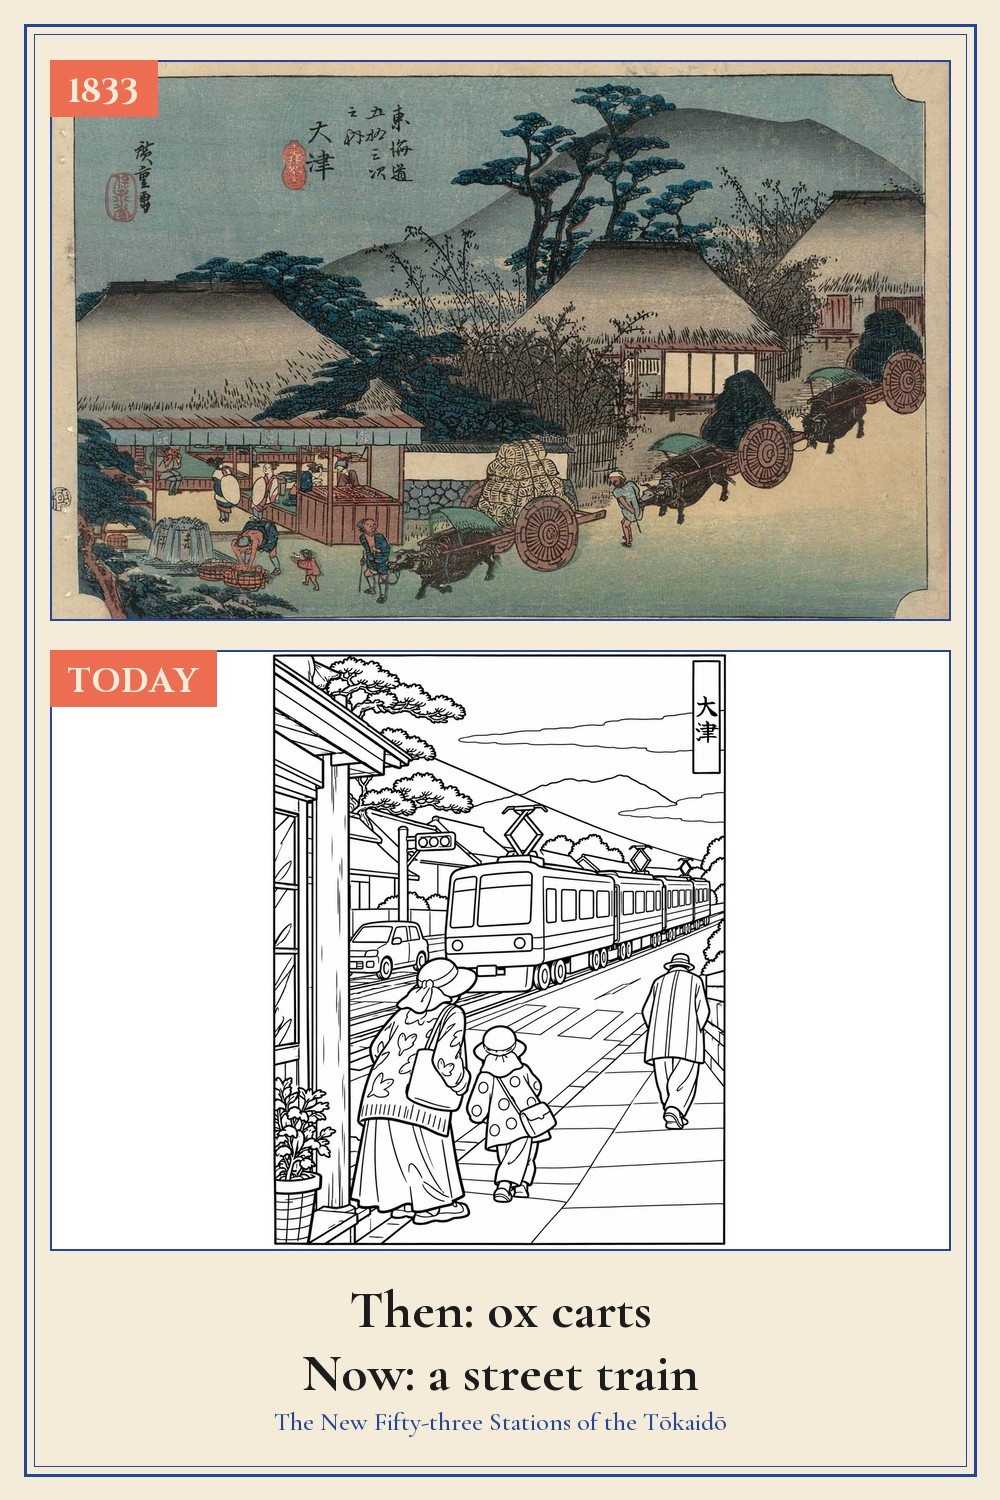 1833
東海道
五拾三次
之内
大津
廣重画
TODAY
大津
Then: ox carts
Now: a street train
The New Fifty-three Stations of the Tōkaidō